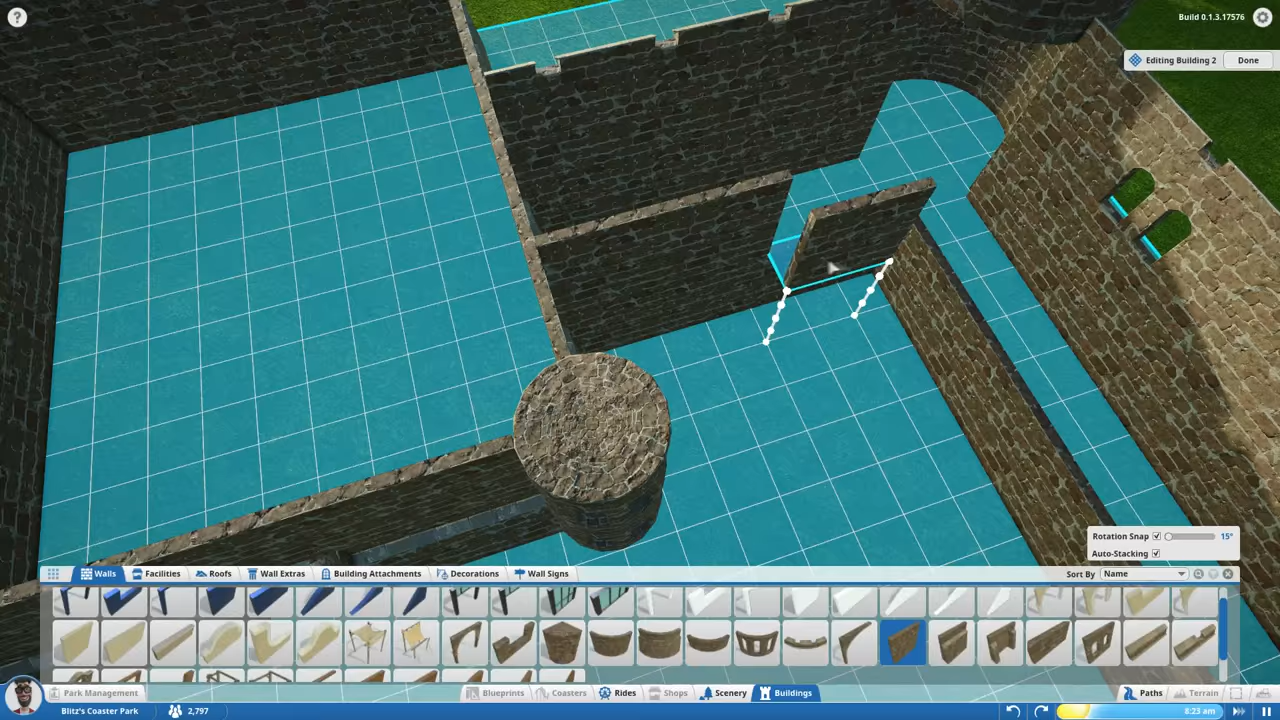 ?
Build 0.1.3.17576
Editing Building 2 Done
Rotation Snap 15°
Auto-Stacking
Walls Facilities Roofs Wall Extras Building Attachments Decorations Wall Signs Sort By Name
Park Management Blueprints Coasters Rides Shops Scenery Buildings Paths Terrain
Blitz's Coaster Park 2,797 8:23 am